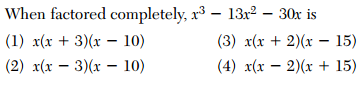 When factored completely, x³ − 13x² − 30x is
(1) x(x + 3)(x − 10) (3) x(x + 2)(x − 15)
(2) x(x − 3)(x − 10) (4) x(x − 2)(x + 15)